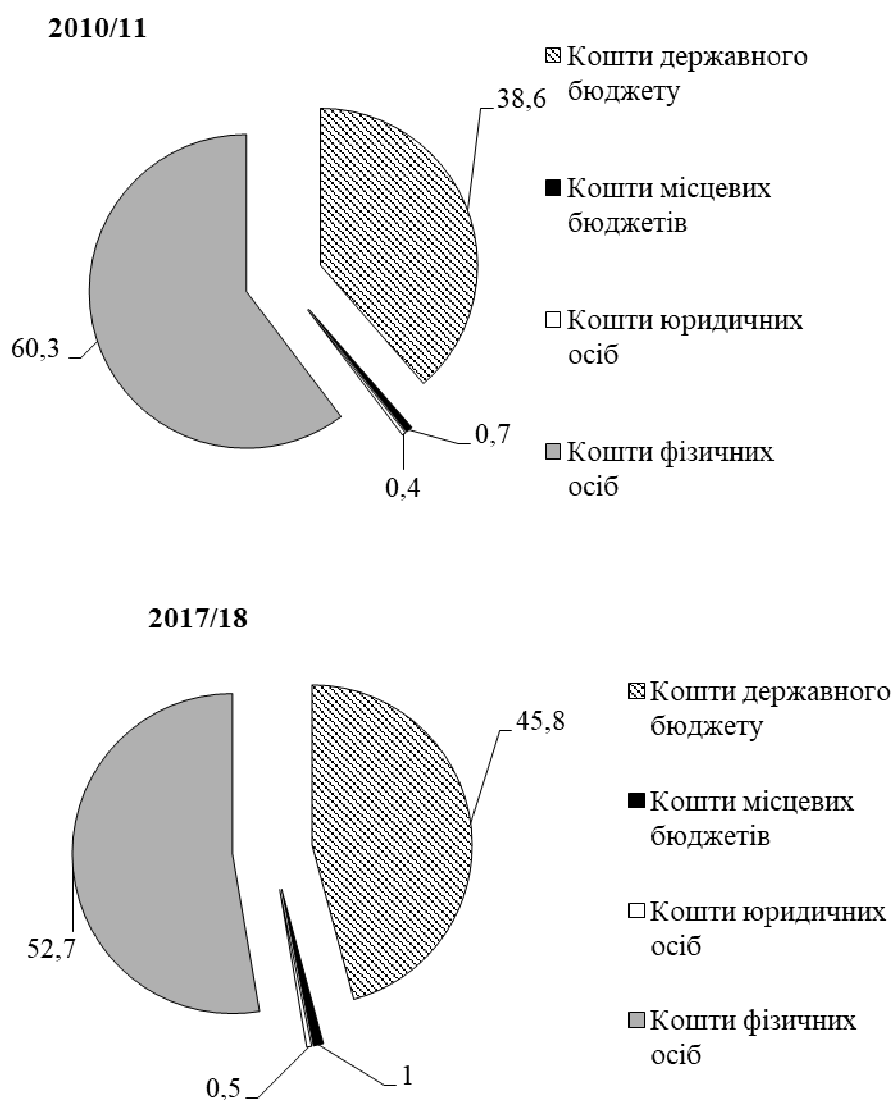 2010/11
38,6
60,3
0,7
0,4
Кошти державного
бюджету
Кошти місцевих
бюджетів
Кошти юридичних
осіб
Кошти фізичних
осіб
2017/18
45,8
52,7
0,5
1
Кошти державного
бюджету
Кошти місцевих
бюджетів
Кошти юридичних
осіб
Кошти фізичних
осіб